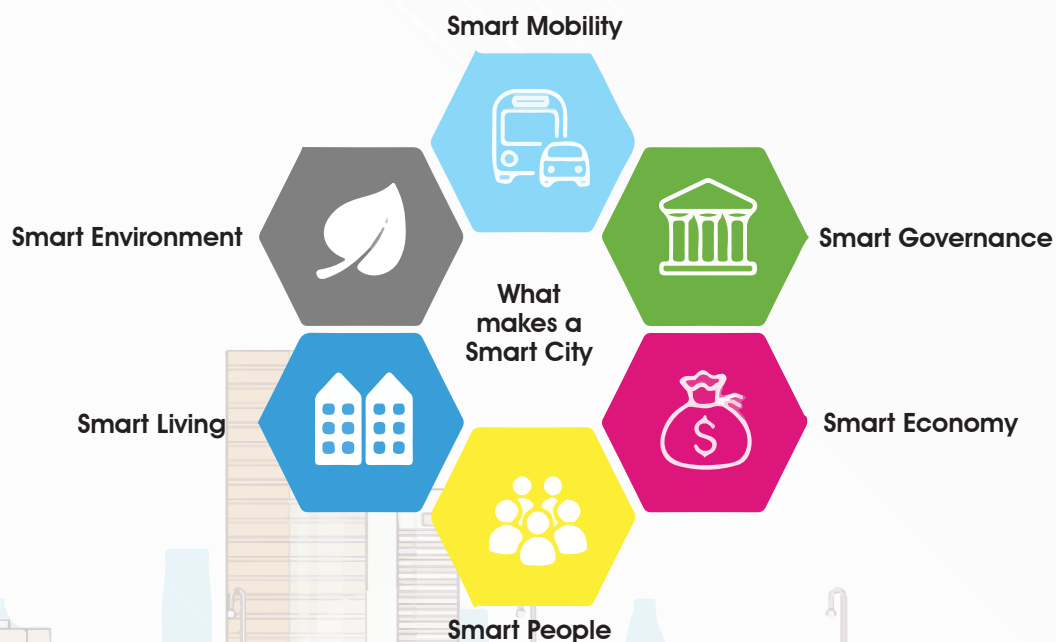 Smart Mobility
Smart Environment
Smart Governance
What
makes a
Smart City
Smart Living
$
Smart Economy
Smart People